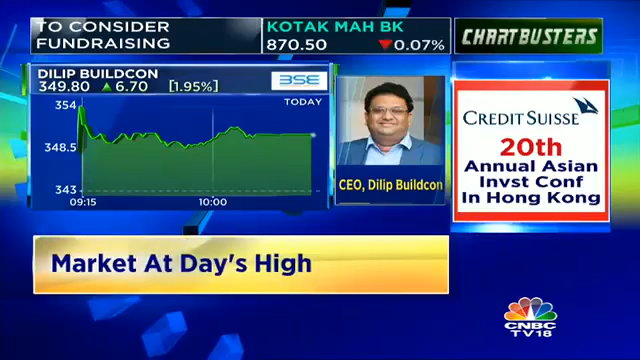 TO CONSIDER
FUNDRAISING
KOTAK MAH BK
870.50 ▼0.07%
CHARTBUSTERS
DILIP BUILDCON
349.80 ▲ 6.70 [1.95%]
BSE
TODAY
354
348.5
343
09:15 10:00
CEO, Dilip Buildcon
CREDIT SUISSE
20th
Annual Asian
Invst Conf
In Hong Kong
Market At Day's High
CNBC
TV18